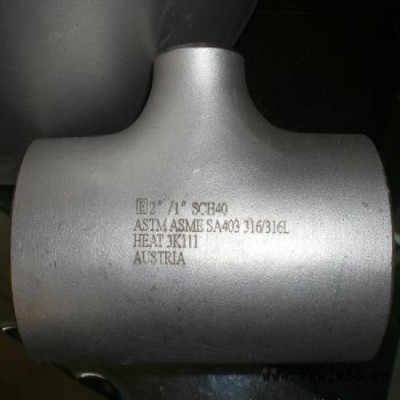 E 2" /1" SCH40
ASTM ASME SA403 316/316L
HEAT 3K111
AUSTRIA